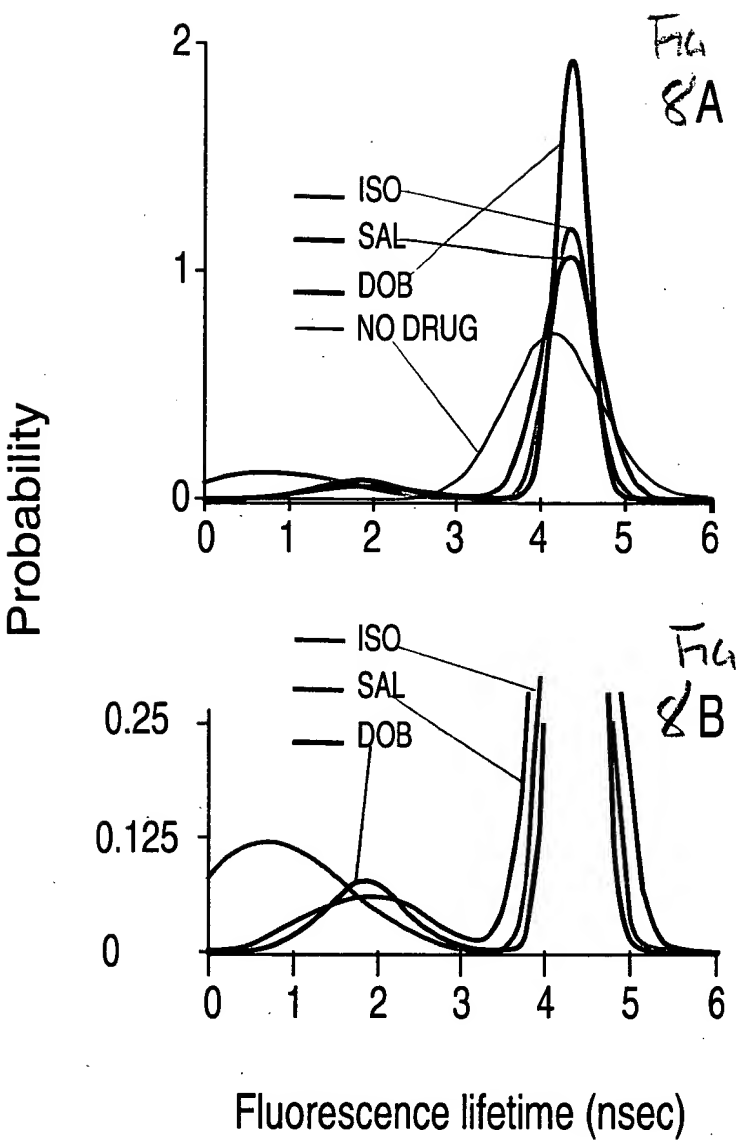 Probability
FIG
8A
2
1
0
ISO
SAL
DOB
NO DRUG
0 1 2 3 4 5 6
FIG
8B
ISO
SAL
DOB
0.25
0.125
0
0 1 2 3 4 5 6
Fluorescence lifetime (nsec)